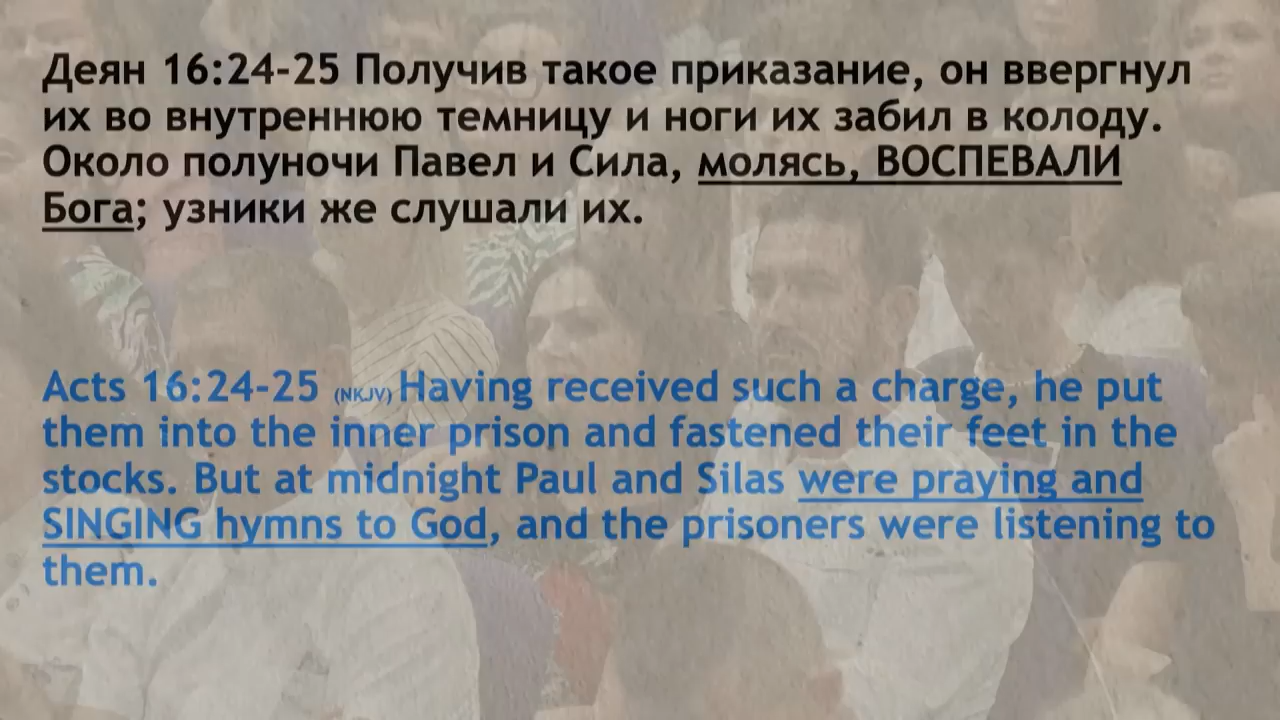 Деян 16:24-25 Получив такое приказание, он ввергнул
их во внутреннюю темницу и ноги их забил в колоду.
Около полуночи Павел и Сила, молясь, ВОСПЕВАЛИ
Бога; узники же слушали их.
Acts 16:24-25 (NKJV) Having received such a charge, he put
them into the inner prison and fastened their feet in the
stocks. But at midnight Paul and Silas were praying and
SINGING hymns to God, and the prisoners were listening to
them.